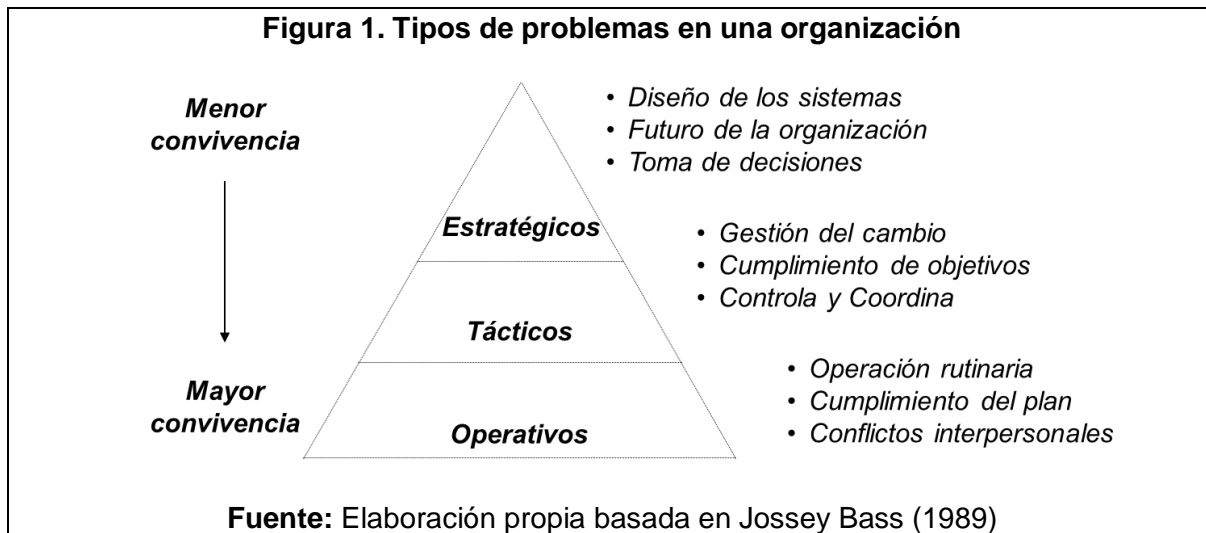 Figura 1. Tipos de problemas en una organización
Menor
convivencia
• Diseño de los sistemas
• Futuro de la organización
• Toma de decisiones
Estratégicos
• Gestión del cambio
• Cumplimiento de objetivos
• Controla y Coordina
Tácticos
Mayor
convivencia
• Operación rutinaria
• Cumplimiento del plan
• Conflictos interpersonales
Operativos
Fuente: Elaboración propia basada en Jossey Bass (1989)